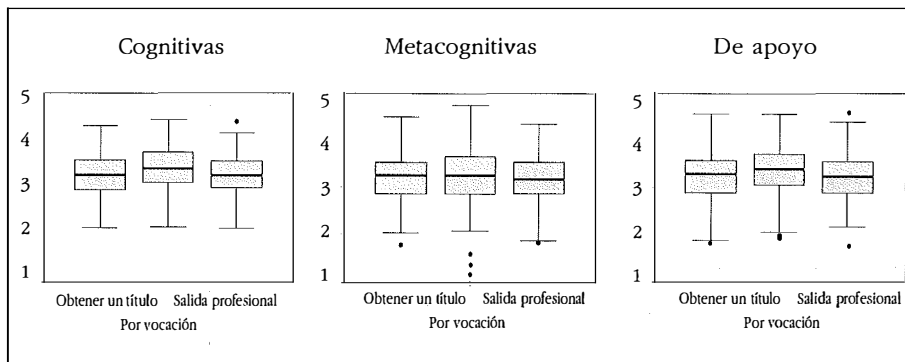 Cognitivas
5
4
3
2
1
Obtener un título Salida profesional
Por vocación
Metacognitivas
5
4
3
2
1
Obtener un título Salida profesional
Por vocación
De apoyo
5
4
3
2
1
Obtener un título Salida profesional
Por vocación